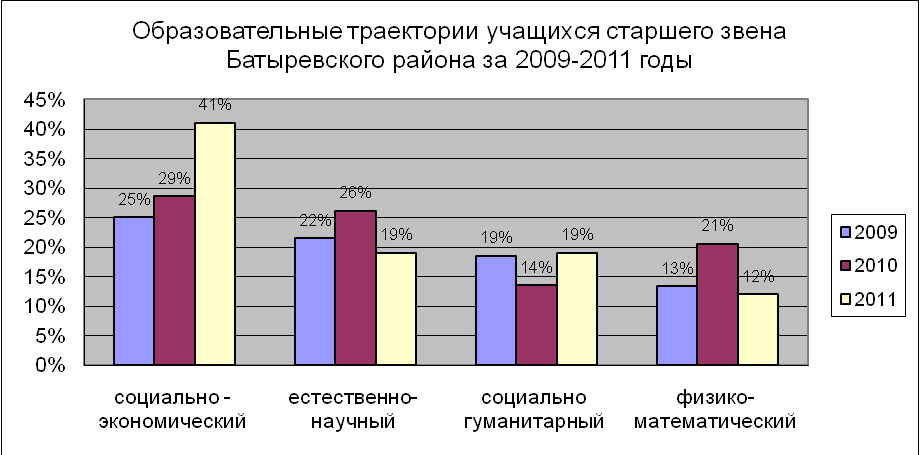 Образовательные траектории учащихся старшего звена
Батыревского района за 2009-2011 годы
45%
40%
35%
30%
25%
20%
15%
10%
5%
0%
25%
29%
41%
22%
26%
19%
19%
14%
19%
13%
21%
12%
социально -
экономический
естественно-
научный
социально
гуманитарный
физико-
математический
2009
2010
2011